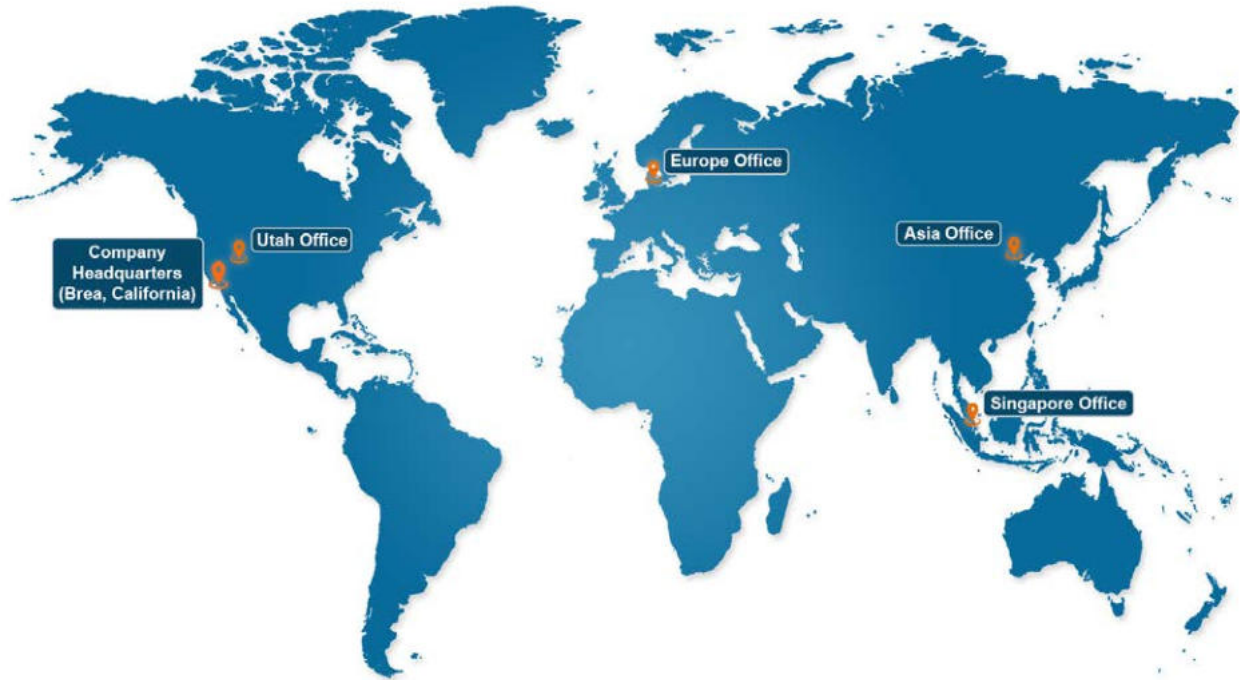 Europe Office
Utah Office
Asia Office
Company
Headquarters
(Brea, California)
Singapore Office